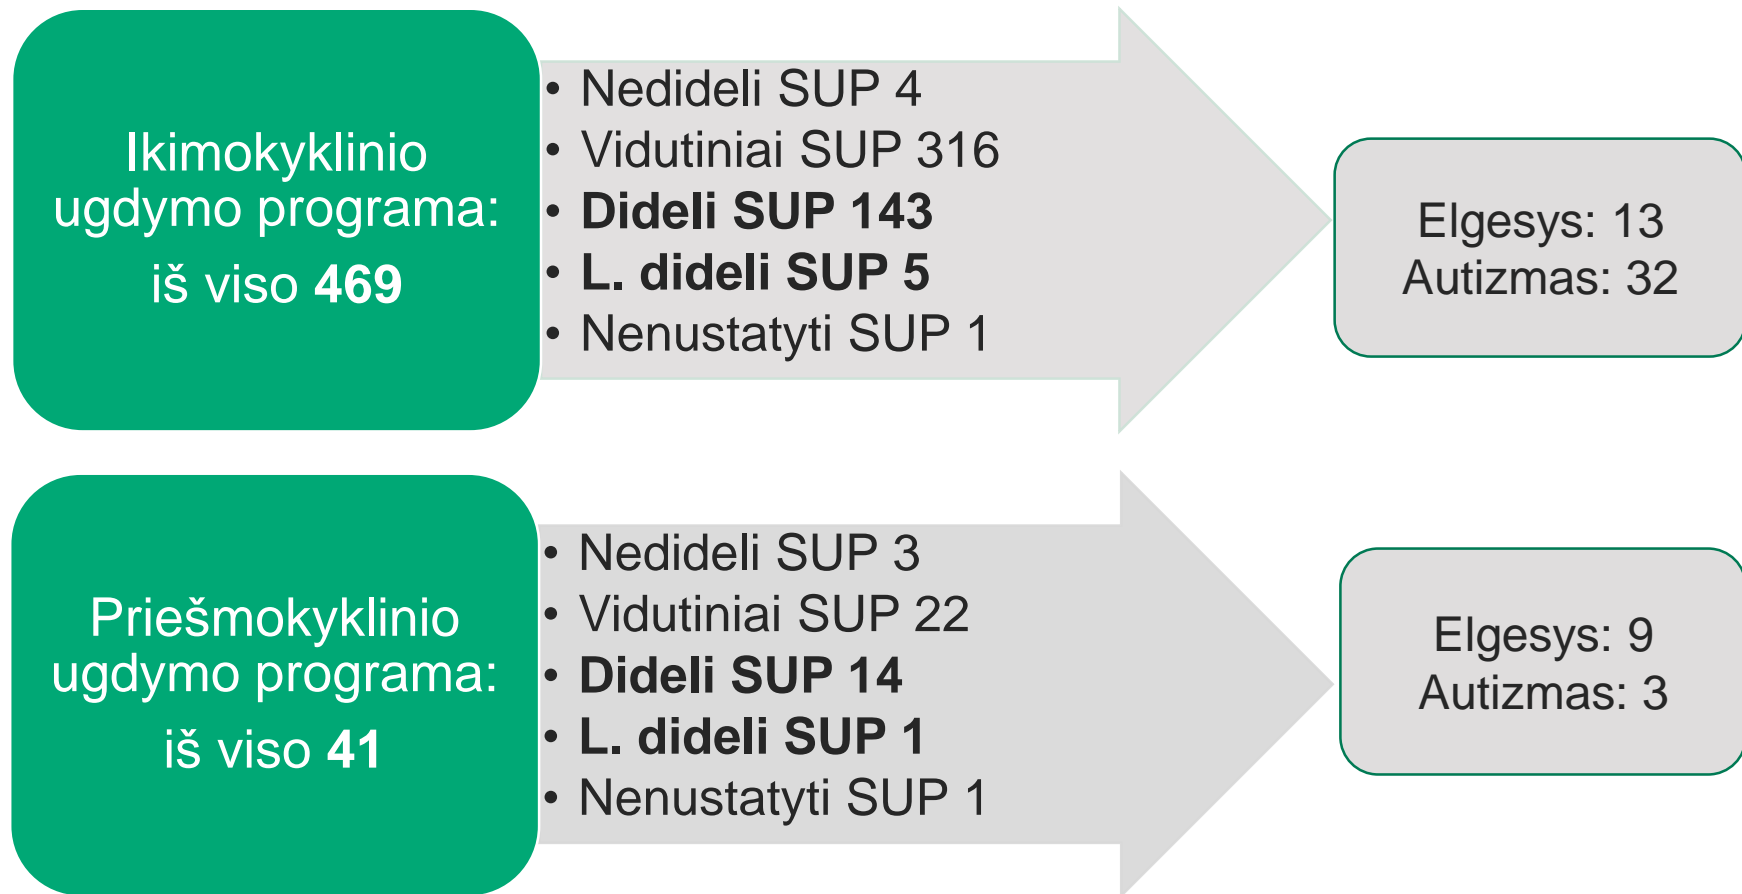 Ikimokyklinio
ugdymo programa:
iš viso 469
• Nedideli SUP 4
• Vidutiniai SUP 316
• Dideli SUP 143
• L. dideli SUP 5
• Nenustatyti SUP 1
Elgesys: 13
Autizmas: 32
Priešmokyklinio
ugdymo programa:
iš viso 41
• Nedideli SUP 3
• Vidutiniai SUP 22
• Dideli SUP 14
• L. dideli SUP 1
• Nenustatyti SUP 1
Elgesys: 9
Autizmas: 3